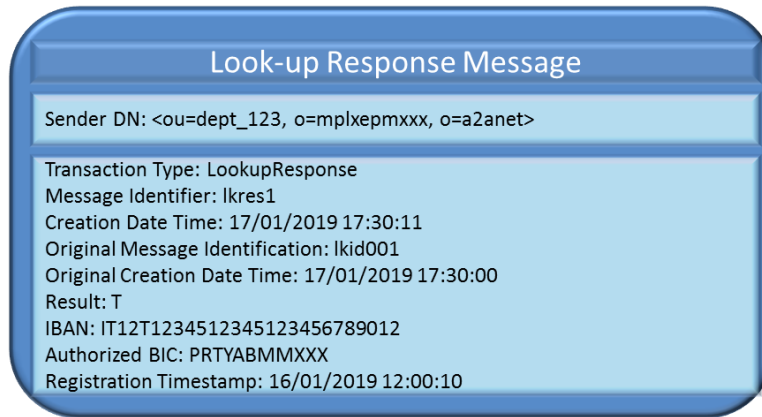 Look-up Response Message
Sender DN: <ou=dept_123, o=mplxepmxxx, o=a2anet>
Transaction Type: LookupResponse
Message Identifier: lkres1
Creation Date Time: 17/01/2019 17:30:11
Original Message Identification: lkid001
Original Creation Date Time: 17/01/2019 17:30:00
Result: T
IBAN: IT12T1234512345123456789012
Authorized BIC: PRTYABMMXXX
Registration Timestamp: 16/01/2019 12:00:10